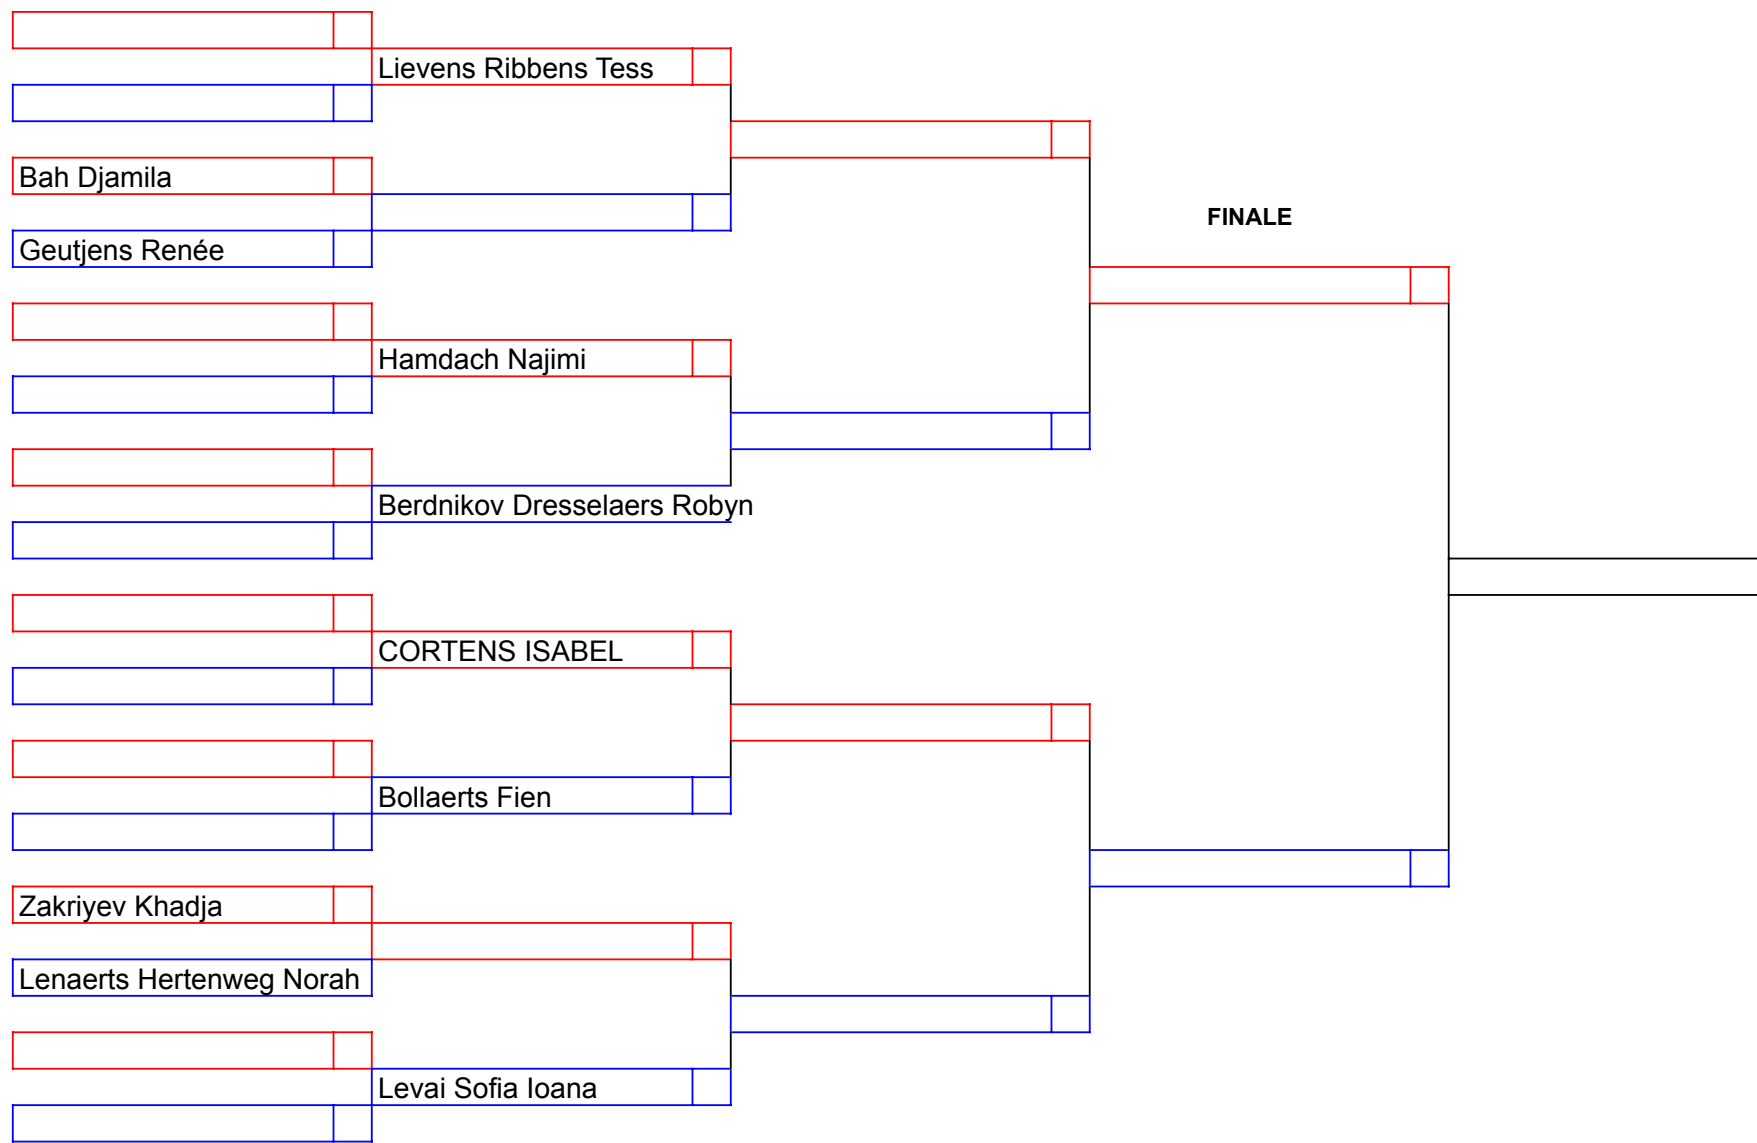 Lievens Ribbens Tess
Bah Djamila
FINALE
Geutjens Renée
Hamdach Najimi
Berdnikov Dresselaers Robyn
CORTENS ISABEL
Bollaerts Fien
Zakriyev Khadja
Lenaerts Hertenweg Norah
Levai Sofia Ioana